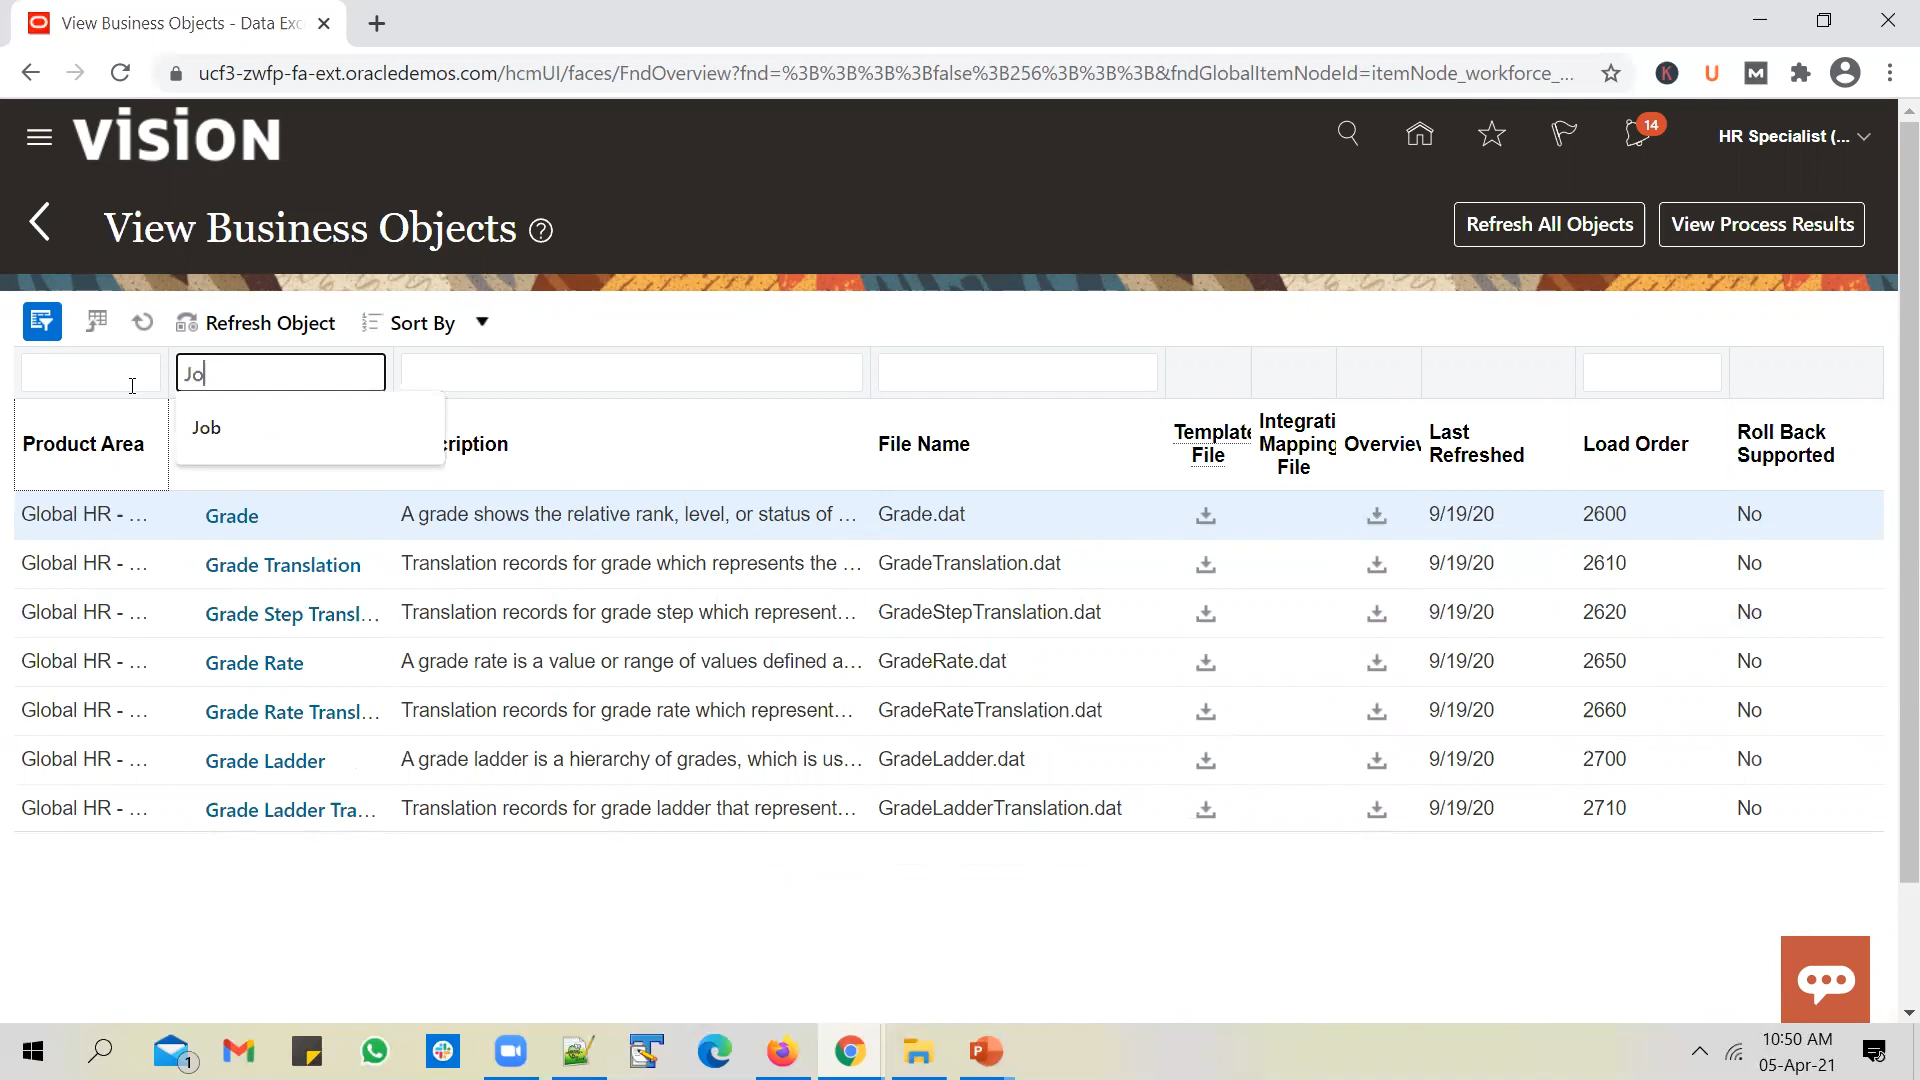 View Business Objects - Data Exc
ucf3-zwfp-fa-ext.oracledemos.com/hcmUI/faces/FndOverview?fnd=%3B%3B%3B%3Bfalse%3B256%3B%3B%3B&fndGlobalItemNodeId=itemNode_workforce_...
K U M
VISION
14
HR Specialist (...
View Business Objects ?
Refresh All Objects
View Process Results
Refresh Object
Sort By
Jo
Job
Product Area cription File Name Template File Integrati Mapping File Overview Last Refreshed Load Order Roll Back Supported
Global HR - ... Grade A grade shows the relative rank, level, or status of ... Grade.dat 9/19/20 2600 No
Global HR - ... Grade Translation Translation records for grade which represents the ... GradeTranslation.dat 9/19/20 2610 No
Global HR - ... Grade Step Transl... Translation records for grade step which represent... GradeStepTranslation.dat 9/19/20 2620 No
Global HR - ... Grade Rate A grade rate is a value or range of values defined a... GradeRate.dat 9/19/20 2650 No
Global HR - ... Grade Rate Transl... Translation records for grade rate which represent... GradeRateTranslation.dat 9/19/20 2660 No
Global HR - ... Grade Ladder A grade ladder is a hierarchy of grades, which is us... GradeLadder.dat 9/19/20 2700 No
Global HR - ... Grade Ladder Tra... Translation records for grade ladder that represent... GradeLadderTranslation.dat 9/19/20 2710 No
1
10:50 AM
05-Apr-21